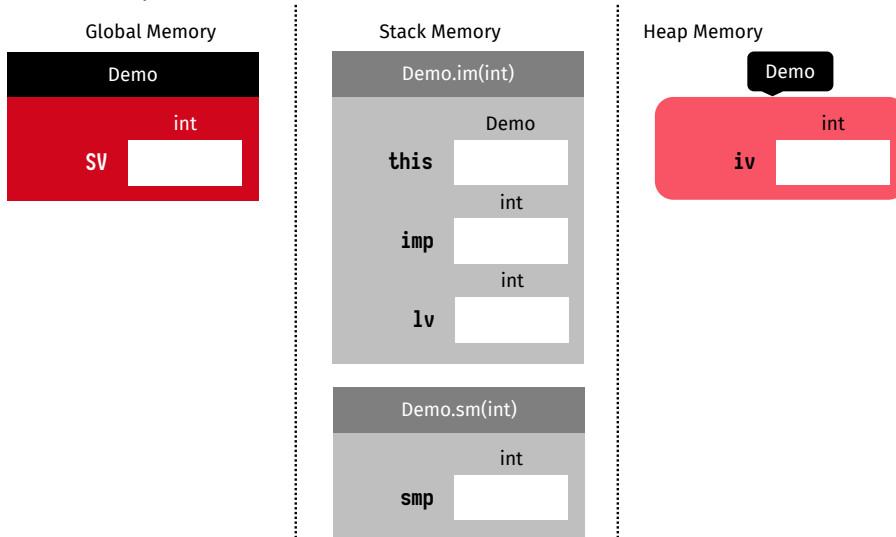 Global Memory
Stack Memory
Heap Memory
Demo
int
SV
Demo.im(int)
Demo
this
int
imp
int
lv
Demo.sm(int)
int
smp
Demo
int
iv